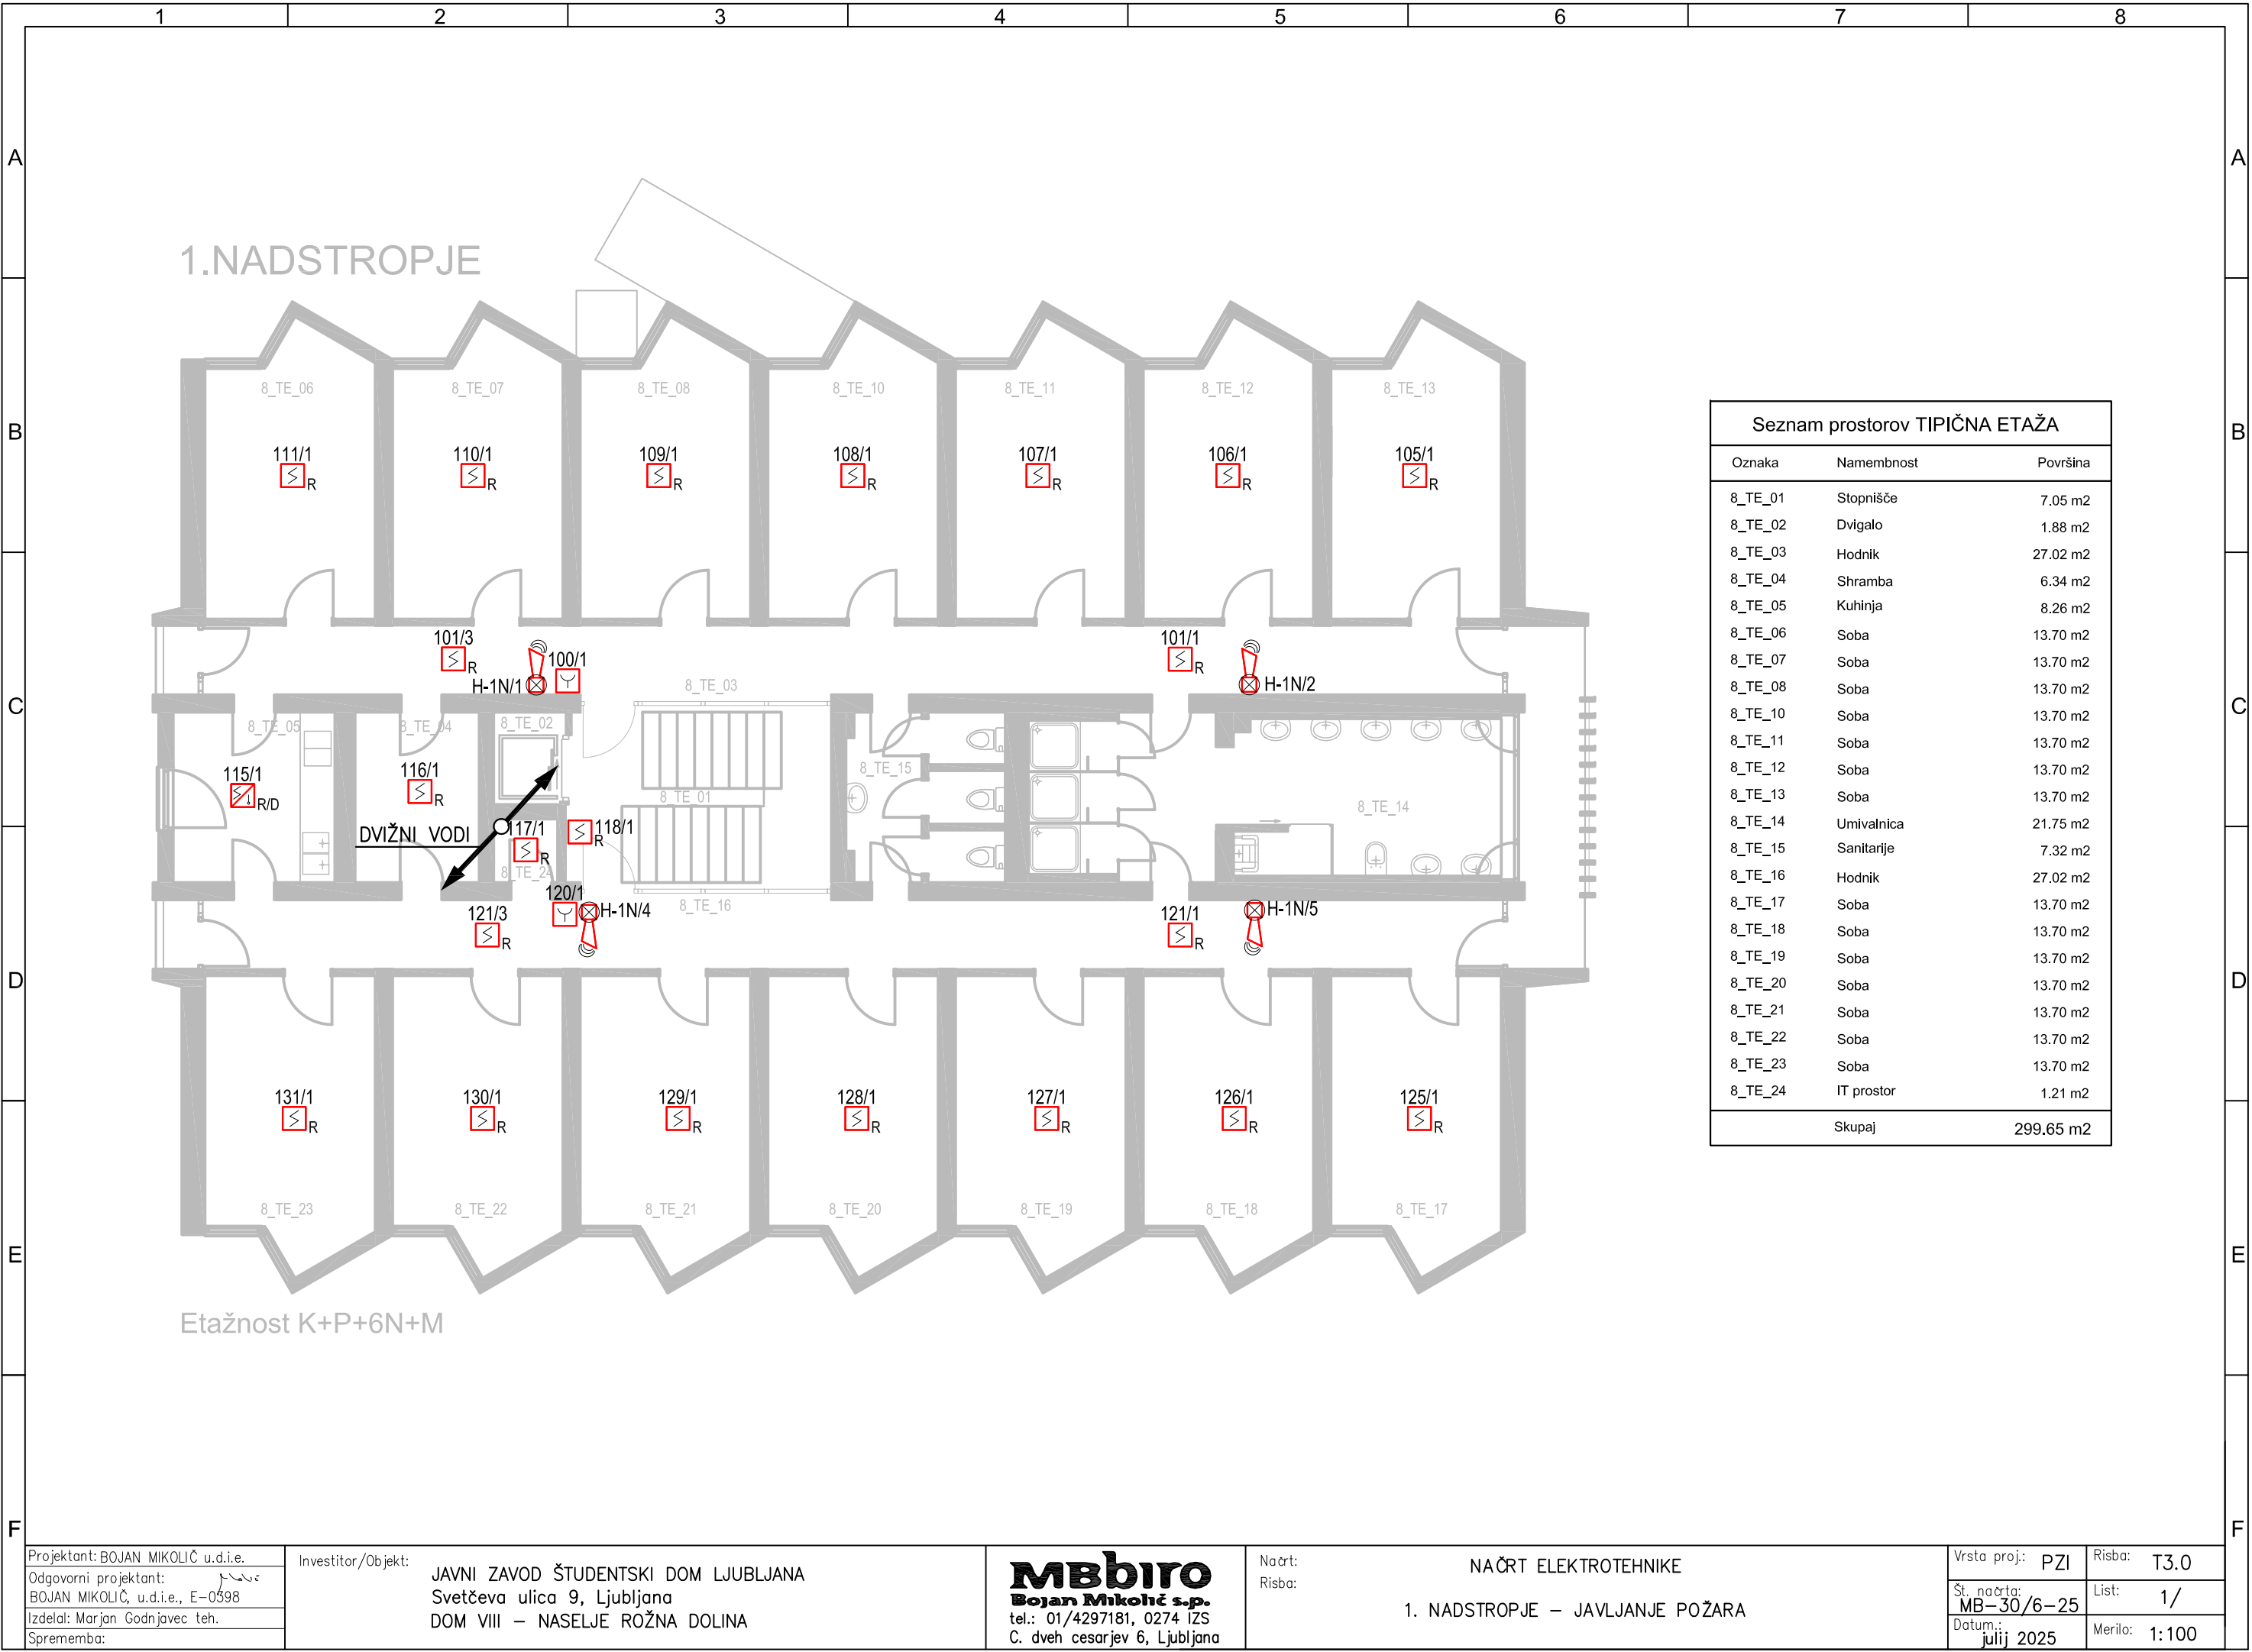 1 2 3 4 5 6 7 8
A A
1.NADSTROPJE
8_TE_06 8_TE_07 8_TE_08 8_TE_10 8_TE_11 8_TE_12 8_TE_13
B B
111/1 110/1 109/1 108/1 107/1 106/1 105/1
R R R R R R R
101/3 R H-1N/1 100/1 101/1 R H-1N/2
8_TE_03
C C
8_TE_05 8_TE_04 8_TE_02
115/1 R/D 116/1 R 8_TE_15
8_TE_01 8_TE_14
DVIŽNI VODI 117/1 R 118/1 R
8_TE_24
120/1 H-1N/4 8_TE_16 H-1N/5
121/3 R 121/1 R
D D
131/1 130/1 129/1 128/1 127/1 126/1 125/1
R R R R R R R
8_TE_23 8_TE_22 8_TE_21 8_TE_20 8_TE_19 8_TE_18 8_TE_17
E E
Etažnost K+P+6N+M
F F
Seznam prostorov TIPIČNA ETAŽA
Oznaka Namembnost Površina
8_TE_01 Stopnišče 7.05 m2
8_TE_02 Dvigalo 1.88 m2
8_TE_03 Hodnik 27.02 m2
8_TE_04 Shramba 6.34 m2
8_TE_05 Kuhinja 8.26 m2
8_TE_06 Soba 13.70 m2
8_TE_07 Soba 13.70 m2
8_TE_08 Soba 13.70 m2
8_TE_10 Soba 13.70 m2
8_TE_11 Soba 13.70 m2
8_TE_12 Soba 13.70 m2
8_TE_13 Soba 13.70 m2
8_TE_14 Umivalnica 21.75 m2
8_TE_15 Sanitarije 7.32 m2
8_TE_16 Hodnik 27.02 m2
8_TE_17 Soba 13.70 m2
8_TE_18 Soba 13.70 m2
8_TE_19 Soba 13.70 m2
8_TE_20 Soba 13.70 m2
8_TE_21 Soba 13.70 m2
8_TE_22 Soba 13.70 m2
8_TE_23 Soba 13.70 m2
8_TE_24 IT prostor 1.21 m2
Skupaj 299.65 m2
Projektant: BOJAN MIKOLIČ u.d.i.e.
Odgovorni projektant:
BOJAN MIKOLIČ, u.d.i.e., E-0598
Izdelal: Marjan Godnjavec teh.
Sprememba:
Investitor/Objekt:
JAVNI ZAVOD ŠTUDENTSKI DOM LJUBLJANA
Svetčeva ulica 9, Ljubljana
DOM VIII – NASELJE ROŽNA DOLINA
MBbiro
Bojan Mikolič s.p.
tel.: 01/4297181, 0274 IZS
C. dveh cesarjev 6, Ljubljana
Načrt: NAČRT ELEKTROTEHNIKE
Risba:
1. NADSTROPJE – JAVLJANJE POŽARA
Vrsta proj.: PZI Risba: T3.0
Št. načrta: MB-30/6-25 List: 1/
Datum.: julij 2025 Merilo: 1:100